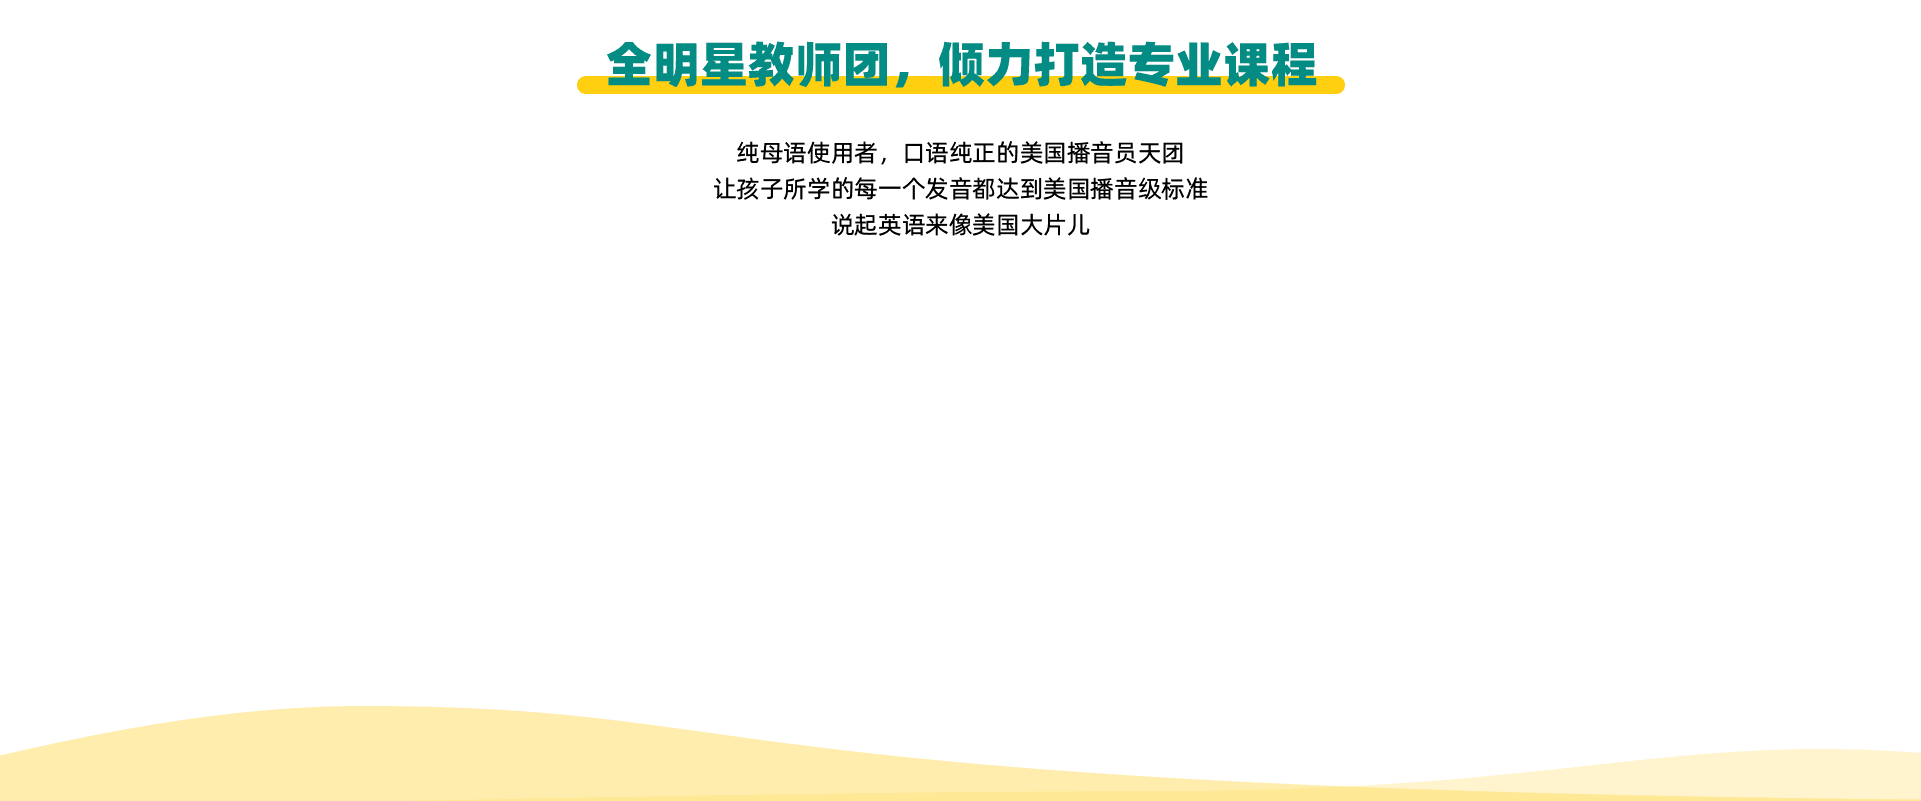 全明星教师团，倾力打造专业课程
纯母语使用者，口语纯正的美国播音员天团
让孩子所学的每一个发音都达到美国播音级标准
说起英语来像美国大片儿